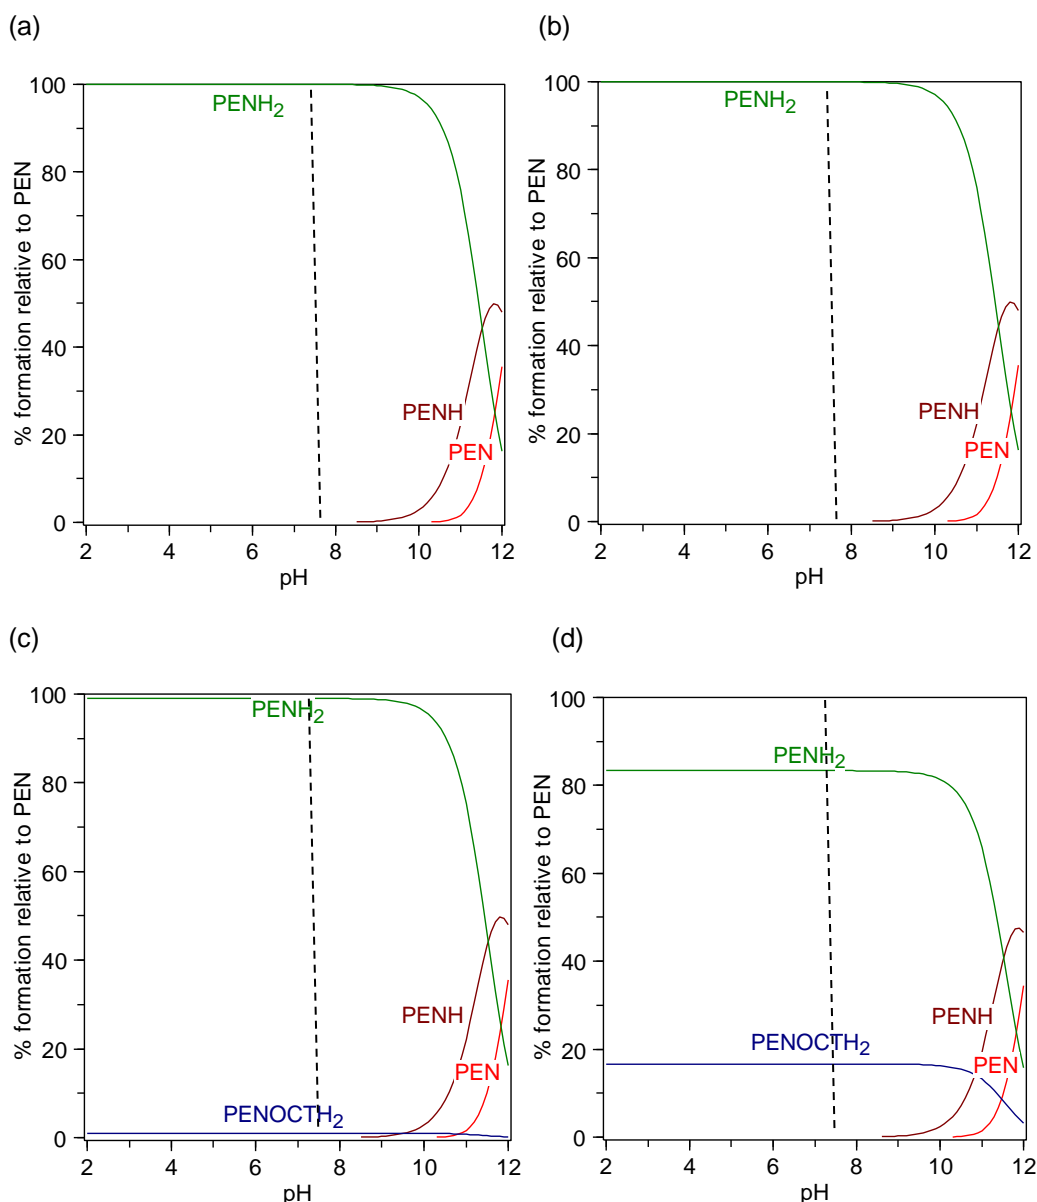 (a)
(b)
% formation relative to PEN
100
80
60
40
20
0
PENH2
PENH
PEN
2 4 6 8 10 12
pH
% formation relative to PEN
100
80
60
40
20
0
PENH2
PENH
PEN
2 4 6 8 10 12
pH
(c)
(d)
% formation relative to PEN
100
80
60
40
20
0
PENH2
PENH
PEN
PENOCTH2
2 4 6 8 10 12
pH
% formation relative to PEN
100
80
60
40
20
0
PENH2
PENH
PENOCTH2
PEN
2 4 6 8 10 12
pH